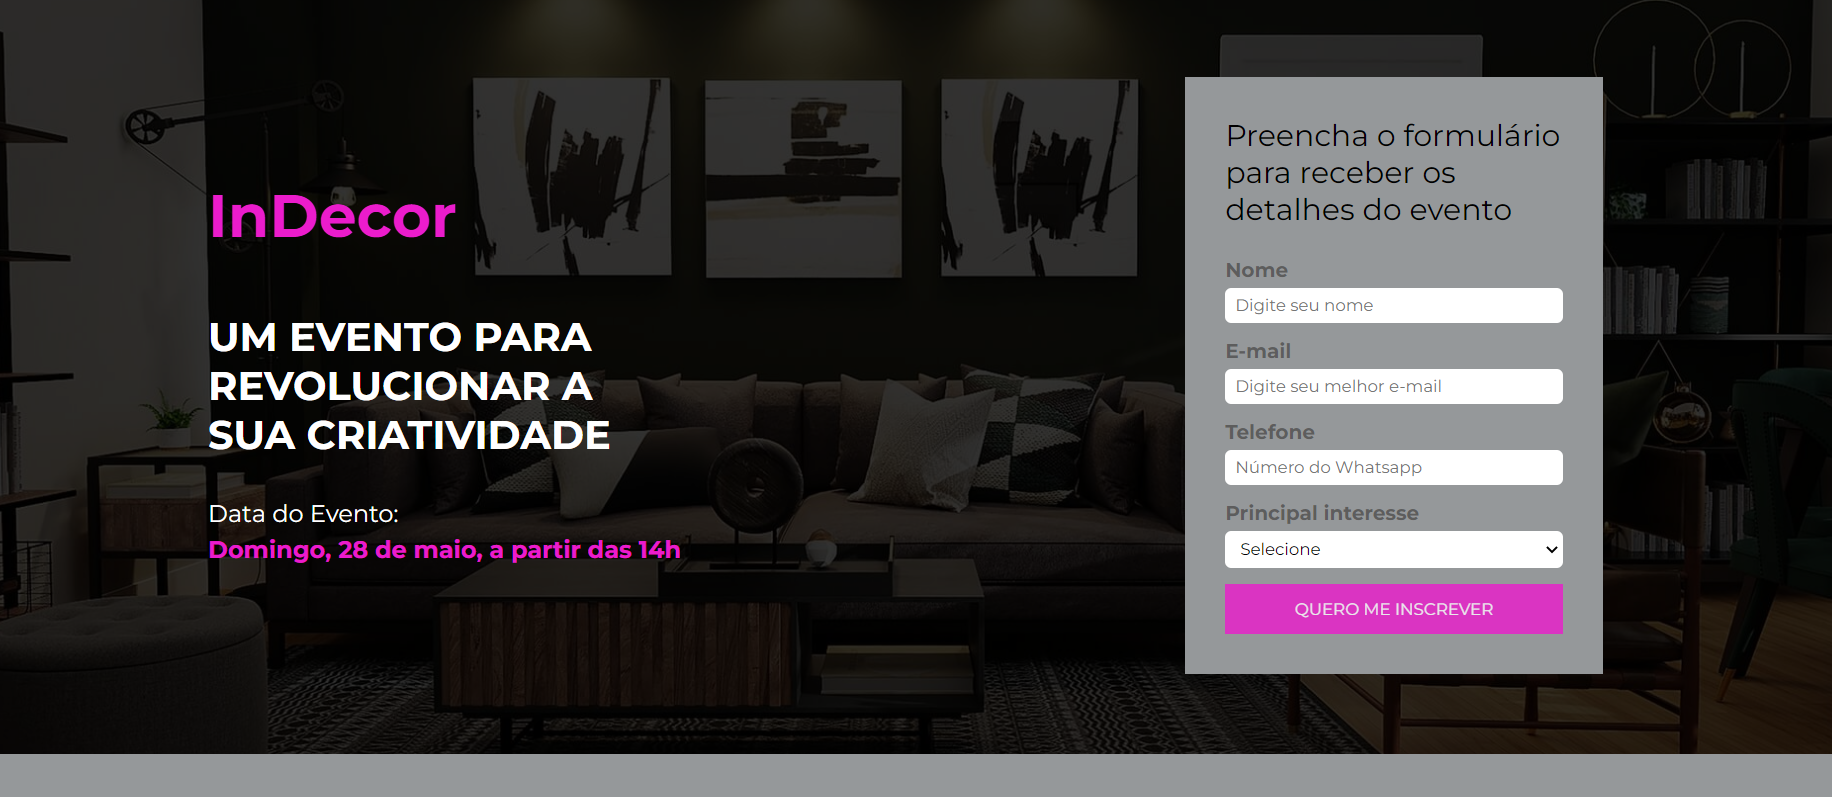 InDecor
UM EVENTO PARA
REVOLUCIONAR A
SUA CRIATIVIDADE
Data do Evento:
Domingo, 28 de maio, a partir das 14h
Preencha o formulário
para receber os
detalhes do evento
Nome
Digite seu nome
E-mail
Digite seu melhor e-mail
Telefone
Número do Whatsapp
Principal interesse
Selecione
QUERO ME INSCREVER